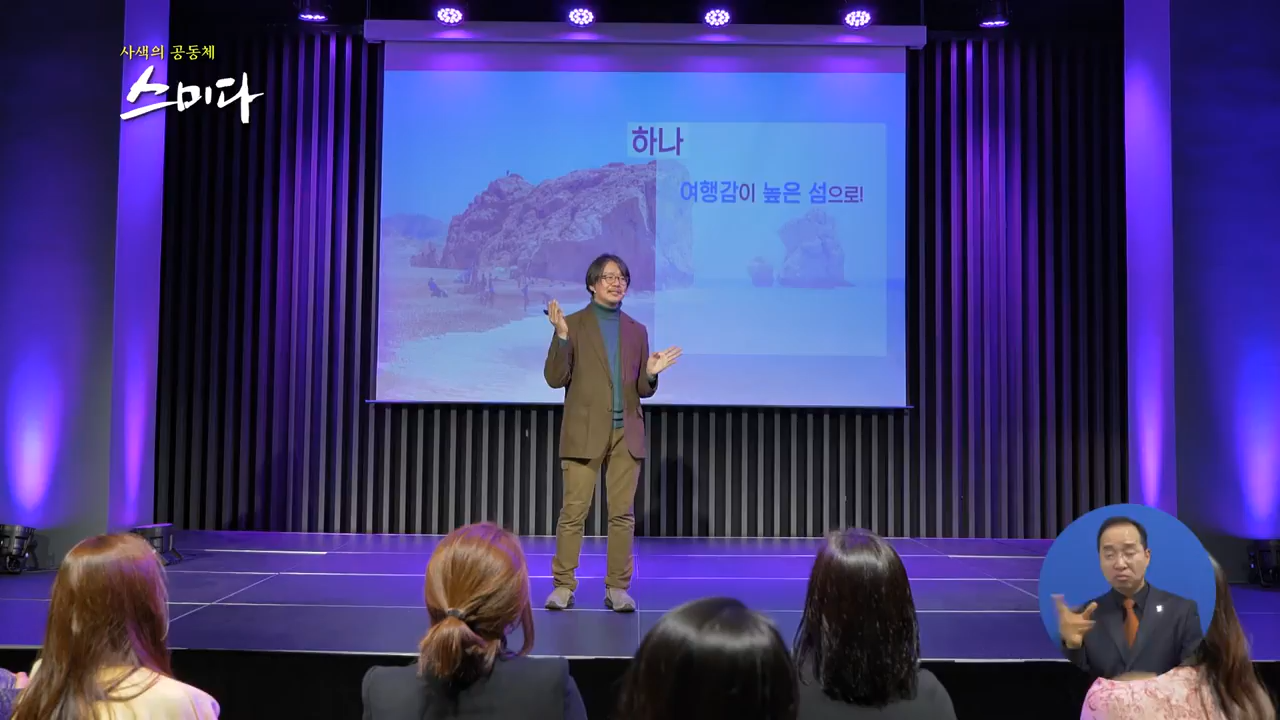 사색의 공동체
스미다
하나
여행감이 높은 섬으로!